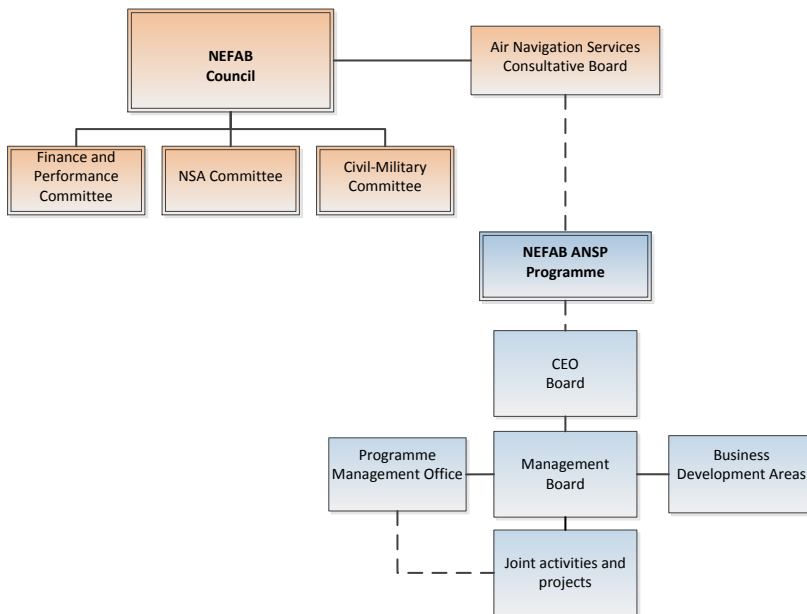 NEFAB
Council
Air Navigation Services
Consultative Board
Finance and
Performance
Committee
NSA Committee
Civil-Military
Committee
NEFAB ANSP
Programme
CEO
Board
Programme
Management Office
Management
Board
Business
Development Areas
Joint activities and
projects